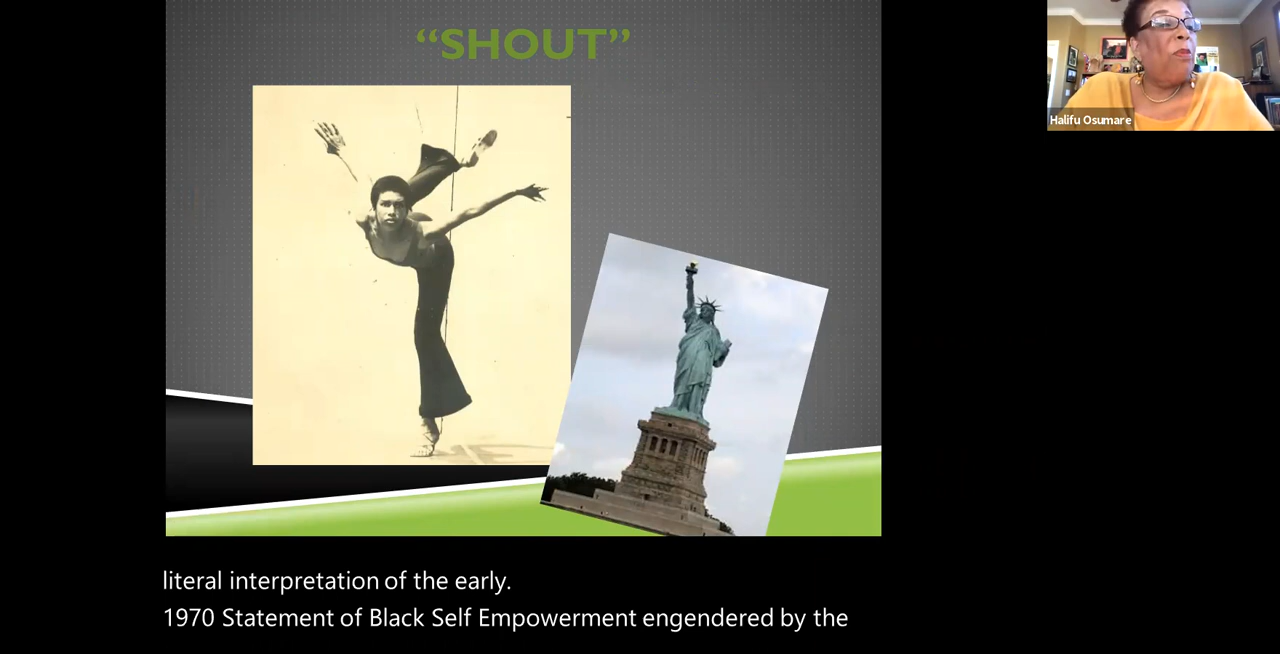 “SHOUT”
Halifu Osumare
literal interpretation of the early.
1970 Statement of Black Self Empowerment engendered by the